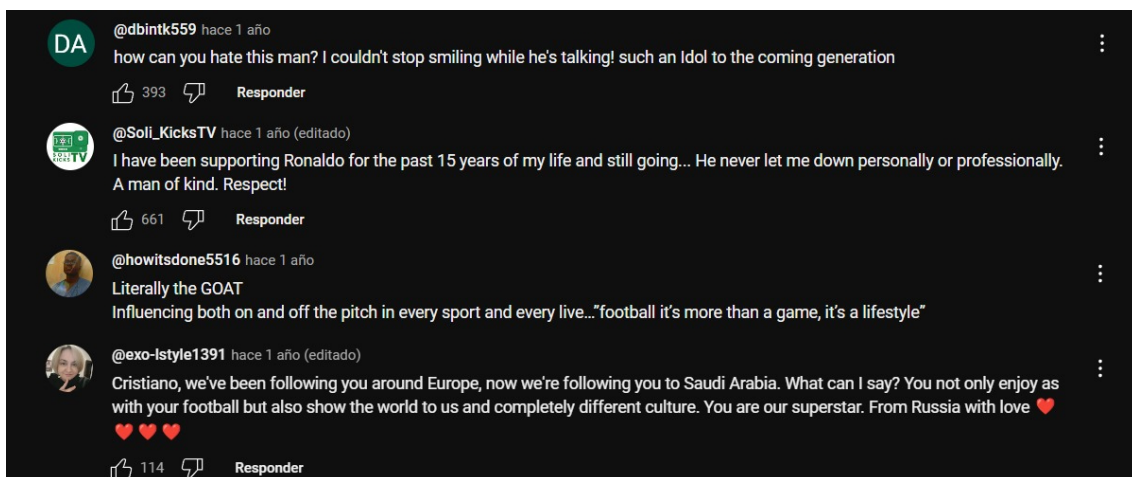 DA
@dbintk559 hace 1 año
how can you hate this man? I couldn't stop smiling while he's talking! such an Idol to the coming generation
393 Responder
SOLI
KICKS TV
@Soli_KicksTV hace 1 año (editado)
I have been supporting Ronaldo for the past 15 years of my life and still going... He never let me down personally or professionally.
A man of kind. Respect!
661 Responder
@howitsdone5516 hace 1 año
Literally the GOAT
Influencing both on and off the pitch in every sport and every live...”football it’s more than a game, it’s a lifestyle”
@exo-lstyle1391 hace 1 año (editado)
Cristiano, we've been following you around Europe, now we're following you to Saudi Arabia. What can I say? You not only enjoy as
with your football but also show the world to us and completely different culture. You are our superstar. From Russia with love ❤️
❤️ ❤️ ❤️
114 Responder